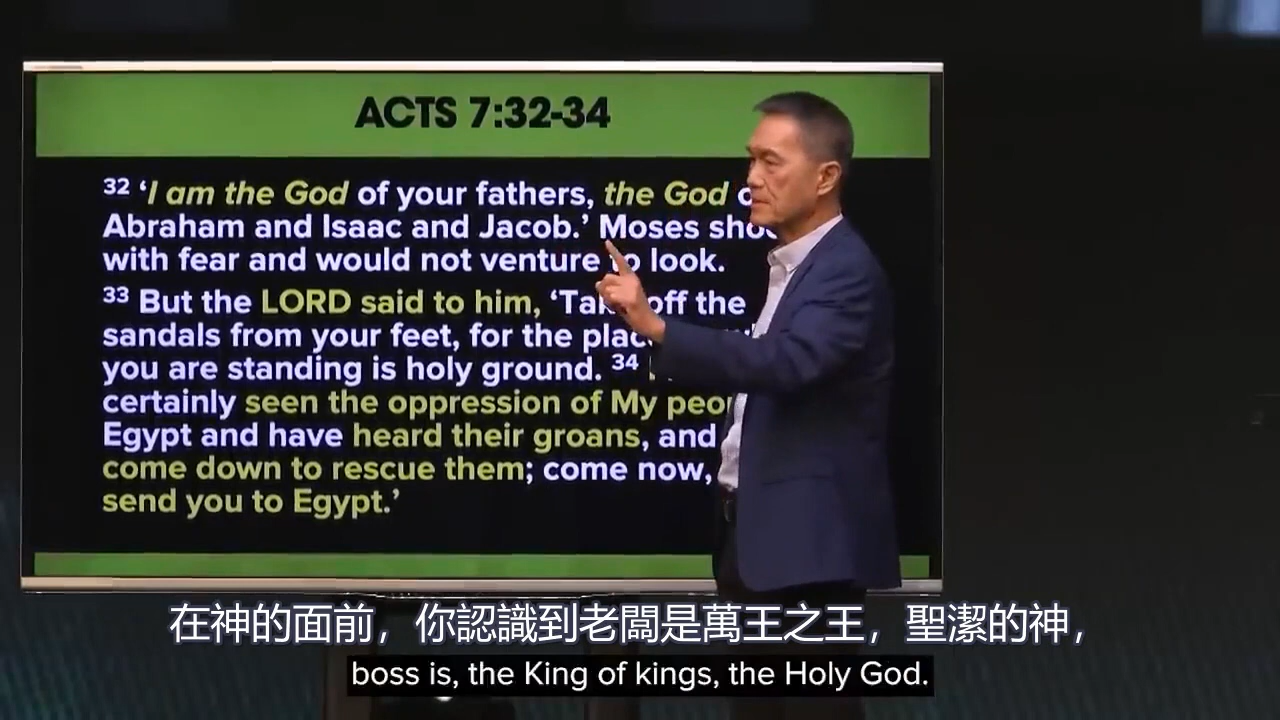 ACTS 7:32-34
32 ‘I am the God of your fathers, the God
Abraham and Isaac and Jacob.’ Moses
with fear and would not venture to look.
33 But the LORD said to him, ‘Take off the
sandals from your feet, for the
you are standing is holy ground. 34
certainly seen the oppression of My
Egypt and have heard their groans, and
come down to rescue them; come now,
send you to Egypt.’
在神的面前，你認識到老闆是萬王之王，聖潔的神，
boss is, the King of kings, the Holy God.